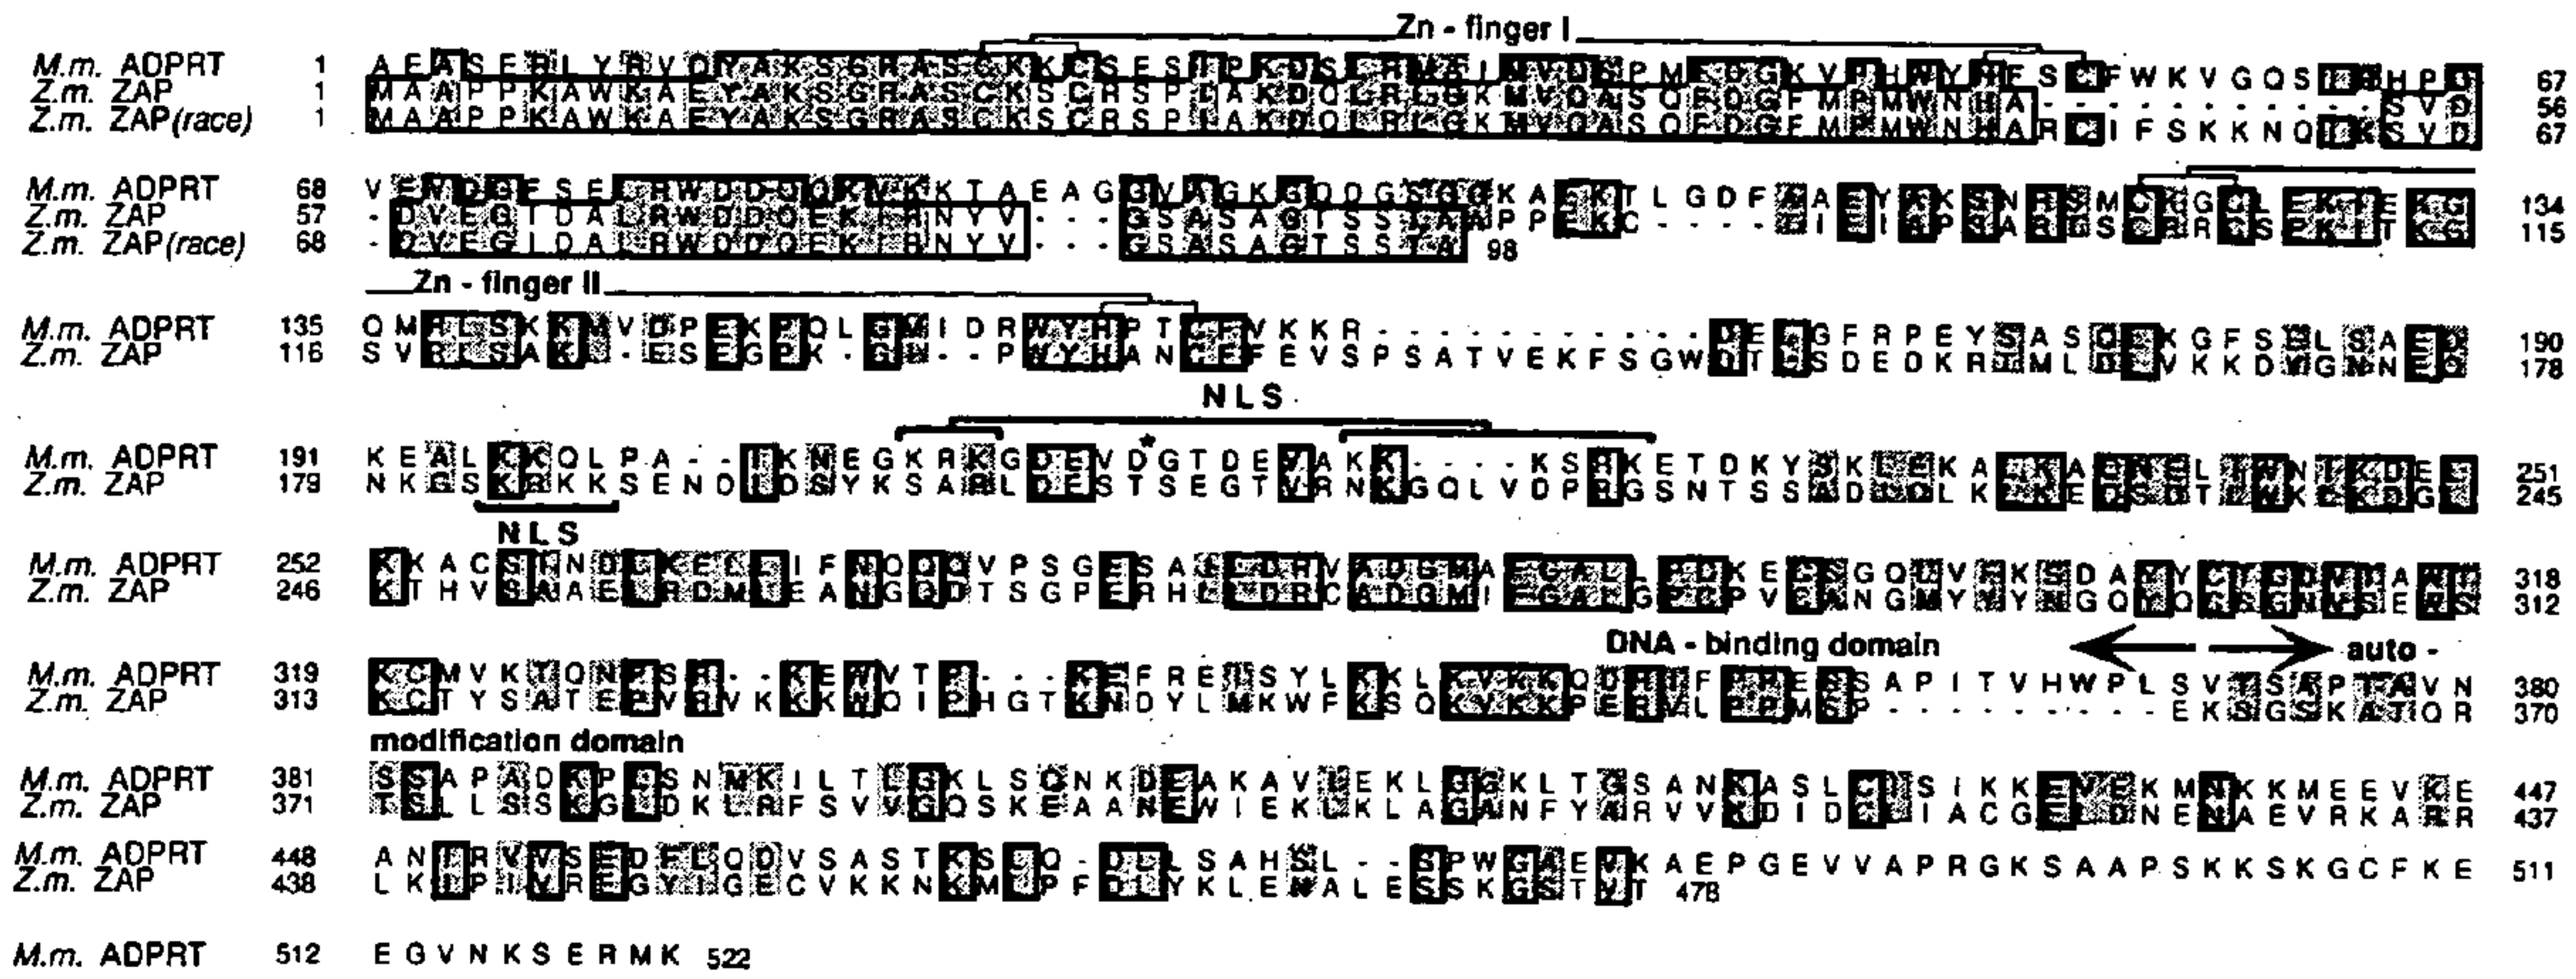 Zn - finger I
M.m. ADPRT 1 A E A S E R L Y R V Q Y A K S G R A S C K K C S E S I P K D S L R M A I M V Q S P M F D G K V P H W Y H F S C F W K V G Q S I R H P D 67
Z.m. ZAP 1 M A A P P K A W K A E Y A K S G R A S C K S C R S P I A K D Q L R L G K M V Q A S Q F D G F M P M W N H A - - - - - - - - - - - S V D 56
Z.m. ZAP(race) 1 M A A P P K A W K A E Y A K S G R A S C K S C R S P I A K D Q L R L G K M V Q A S Q F D G F M P M W N H A R C I F S K K N Q I K S V D 67
M.m. ADPRT 68 V E V D G F S E L R W D D Q Q K V K K T A E A G G V A G K G Q D G S G G K A E K T L G D F A A E Y A K S N R S M C K G C L E K I E K G 134
Z.m. ZAP 57 - D V E G I D A L R W D D Q E K I R N Y V - - - G S A S A G T S S T A A P P E K C - - - - T I E I A P S A R T S C R R C S E K I T K G 115
Z.m. ZAP(race) 68 - D V E G I D A L R W D D Q E K I R N Y V - - - G S A S A G T S S T A 98
Zn - finger II
M.m. ADPRT 135 Q M R L S K K M V D P E K P Q L G M I D R W Y H P T C F V K K R - - - - - - - - - - - D E L G F R P E Y S A S Q L K G F S L L S A E D 190
Z.m. ZAP 116 S V R L S A K L - E S E G P K - G W - - P W Y H A N C F F E V S P S A T V E K F S G W D T L S D E D K R T M L D L V K K D V G N N E Q 178
NLS
M.m. ADPRT 191 K E A L K K Q L P A - - I K N E G K R K G D E V D * G T D E V A K K - - - - K S R K E T D K Y S K L E K A L K A Q N E L I W N I K D E L 251
Z.m. ZAP 179 N K G S K R K K S E N D I D S Y K S A R L D E S T S E G T V R N K G Q L V D P R G S N T S S A D I Q L K L K E Q S D T L W K L K D G L 245
NLS
M.m. ADPRT 252 K K A C S T N D L K E L L I F N Q Q Q V P S G E S A I L D R V A D G M A F G A L L P C K E C S G Q L V F K S D A Y Y C T G D V T A W T 318
Z.m. ZAP 246 K T H V S A A E L R D M L E A N G Q D T S G P E R H L L D R C A D G M I F G A L G P C P V C A N G M Y Y Y N G Q Y Q C S G N V S E W S 312
DNA - binding domain auto -
M.m. ADPRT 319 K C M V K T Q N P S R - - K E W V T P - - - K E F R E I S Y L K K L K V K K Q D R I F P P E S S A P I T V H W P L S V T S A P T A V N 380
Z.m. ZAP 313 K C T Y S A T E P V R V K K K W Q I P H G T K N D Y L M K W F K S Q K V K K P E R V L P P M S P - - - - - - - - - E K S G S K A T Q R 370
modification domain
M.m. ADPRT 381 S S A P A D K P L S N M K I L T L G K L S Q N K D E A K A V I E K L G G K L T G S A N K A S L C I S I K K E V E K M N K K M E E V K E 447
Z.m. ZAP 371 T S L L S S K G L D K L R F S V V G Q S K E A A N E W I E K L K L A G A N F Y A R V V K D I D C L I A C G E L D N E N A E V R K A R R 437
M.m. ADPRT 448 A N I R V V S E D F L Q D V S A S T K S L Q - D L L S A H S L - - S P W G A E V K A E P G E V V A P R G K S A A P S K K S K G C F K E 511
Z.m. ZAP 438 L K I P I V R E G Y I G E C V K K N K M L P F D L Y K L E N A L E S S K G S T V T 478
M.m. ADPRT 512 E G V N K S E R M K 522